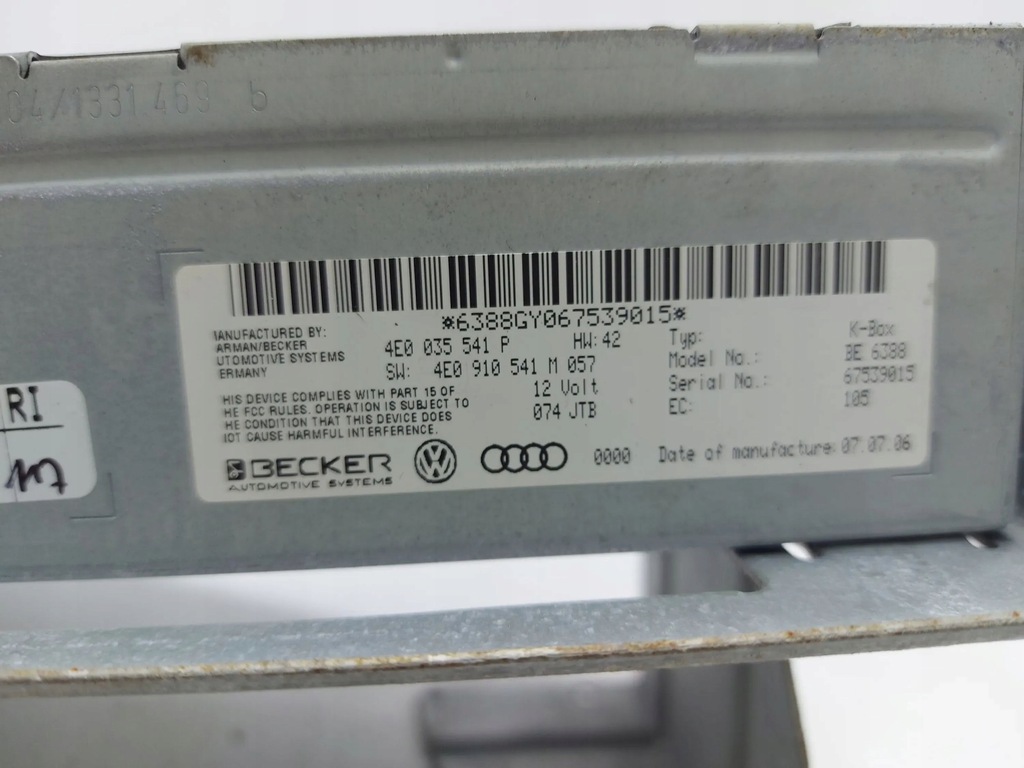 04/1331 469 b
*6388GY067539015*
MANUFACTURED BY:
ARMAN/BECKER
UTOMOTIVE SYSTEMS
ERMANY
4E0 035 541 P HW: 42
SW: 4E0 910 541 M 057
12 Volt
074 JTB
Typ: K-Box
Model No.: BE 6388
Serial No.: 67539015
EC: 105
HIS DEVICE COMPLIES WITH PART 15 OF
HE FCC RULES. OPERATION IS SUBJECT TO
HE CONDITION THAT THIS DEVICE DOES
IOT CAUSE HARMFUL INTERFERENCE.
BECKER
AUTOMOTIVE SYSTEMS
0000 Date of manufacture: 07.07.06
RI